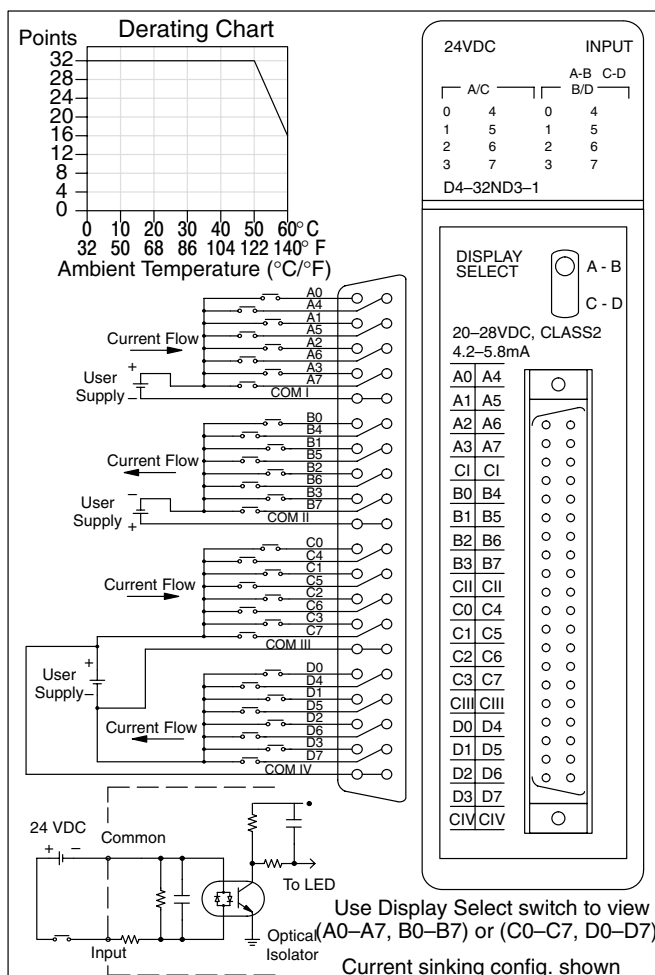 Derating Chart
Points
32
28
24
20
16
12
8
4
0
0 10 20 30 40 50 60°C
32 50 68 86 104 122 140°F
Ambient Temperature (°C/°F)
A0
A4
A1
A5
A2
A6
A3
A7
COM I
Current Flow
User
Supply
+
–
B0
B4
B1
B5
B2
B6
B3
B7
COM II
Current Flow
User
Supply
–
+
C0
C4
C1
C5
C2
C6
C3
C7
COM III
Current Flow
User
Supply
+
–
D0
D4
D1
D5
D2
D6
D3
D7
COM IV
Current Flow
24 VDC
+ –
Common
Input
To LED
Optical
Isolator
24VDC INPUT
A-B C-D
A/C B/D
0 4 0 4
1 5 1 5
2 6 2 6
3 7 3 7
D4–32ND3–1
DISPLAY
SELECT
A - B
C - D
20–28VDC, CLASS2
4.2–5.8mA
A0 A4
A1 A5
A2 A6
A3 A7
CI CI
B0 B4
B1 B5
B2 B6
B3 B7
CII CII
C0 C4
C1 C5
C2 C6
C3 C7
CIII CIII
D0 D4
D1 D5
D2 D6
D3 D7
CIV CIV
Use Display Select switch to view
(A0–A7, B0–B7) or (C0–C7, D0–D7)
Current sinking config. shown